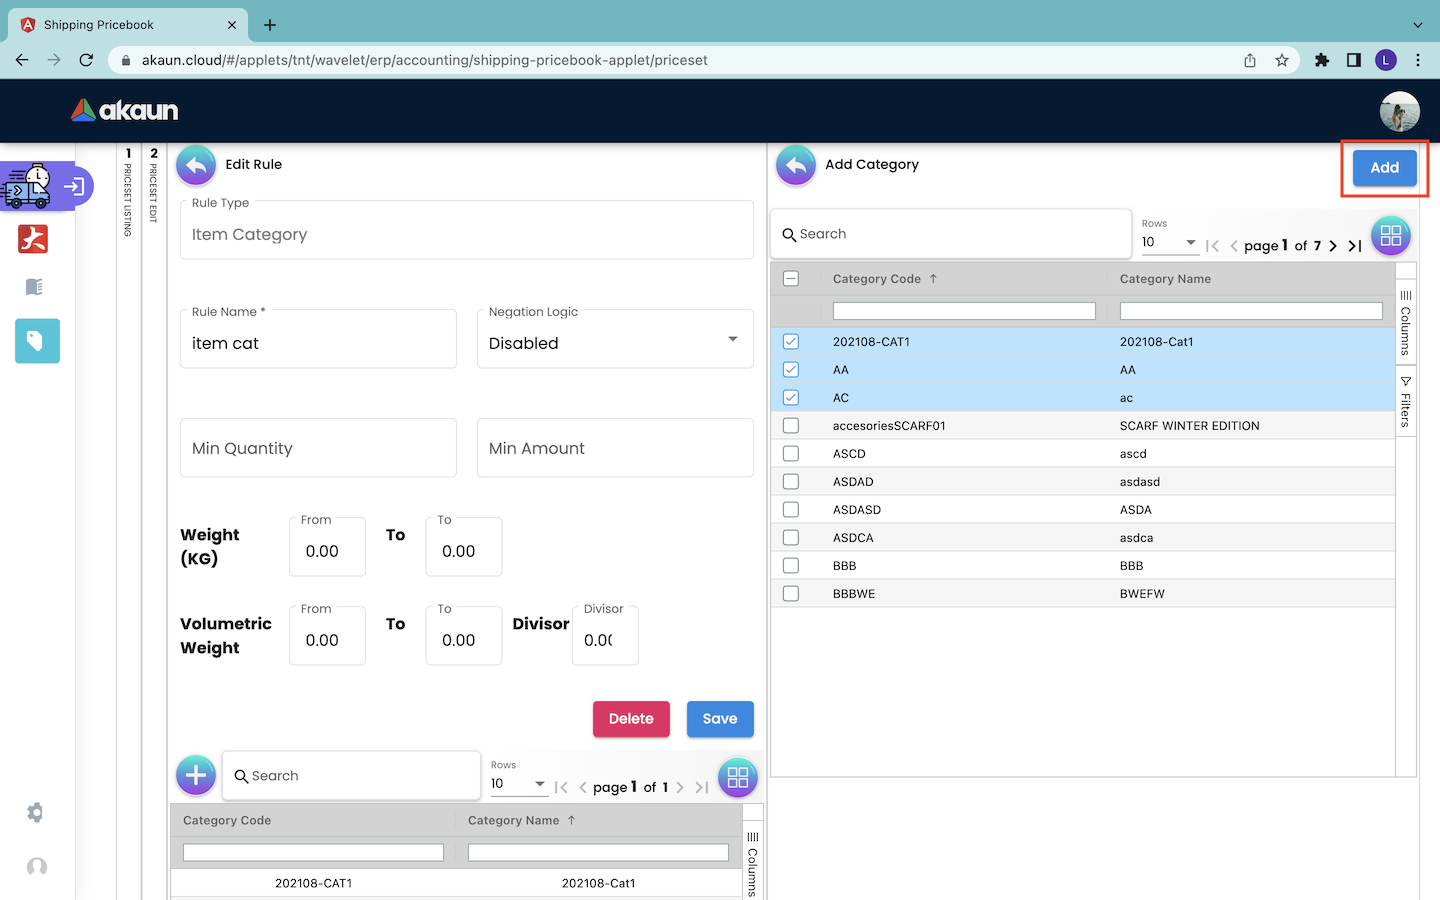 Shipping Pricebook
akaun.cloud/#/applets/tnt/wavelet/erp/accounting/shipping-pricebook-applet/priceset
L
akaun
1 PRICESET LISTING
2 PRICESET EDIT
Edit Rule
Rule Type
Item Category
Rule Name *
item cat
Negation Logic
Disabled
Min Quantity
Min Amount
Weight
(KG)
From
0.00
To
To
0.00
Volumetric
Weight
From
0.00
To
To
0.00
Divisor
Divisor
0.0
Delete
Save
Search
Rows
10
page 1 of 1
Category Code
Category Name
Columns
202108-CAT1
202108-Cat1
Add Category
Add
Search
Rows
10
page 1 of 7
Category Code
Category Name
Columns
Filters
202108-CAT1 202108-Cat1
AA AA
AC ac
accesoriesSCARF01 SCARF WINTER EDITION
ASCD ascd
ASDAD asdasd
ASDASD ASDA
ASDCA asdca
BBB BBB
BBBWE BWEFW